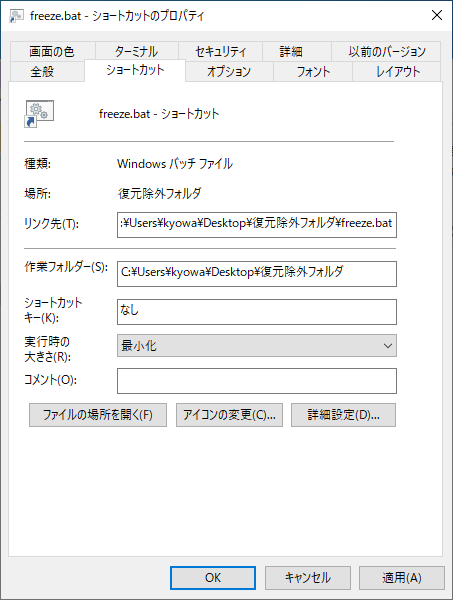 freeze.bat - ショートカットのプロパティ
画面の色 ターミナル セキュリティ 詳細 以前のバージョン
全般 ショートカット オプション フォント レイアウト
freeze.bat - ショートカット
種類: Windows バッチ ファイル
場所: 復元除外フォルダ
リンク先(T): :¥Users¥kyowa¥Desktop¥復元除外フォルダ¥freeze.bat
作業フォルダー(S): C:¥Users¥kyowa¥Desktop¥復元除外フォルダ
ショートカット
キー(K): なし
実行時の
大きさ(R): 最小化
コメント(O):
ファイルの場所を開く(F) アイコンの変更(C)... 詳細設定(D)...
OK キャンセル 適用(A)